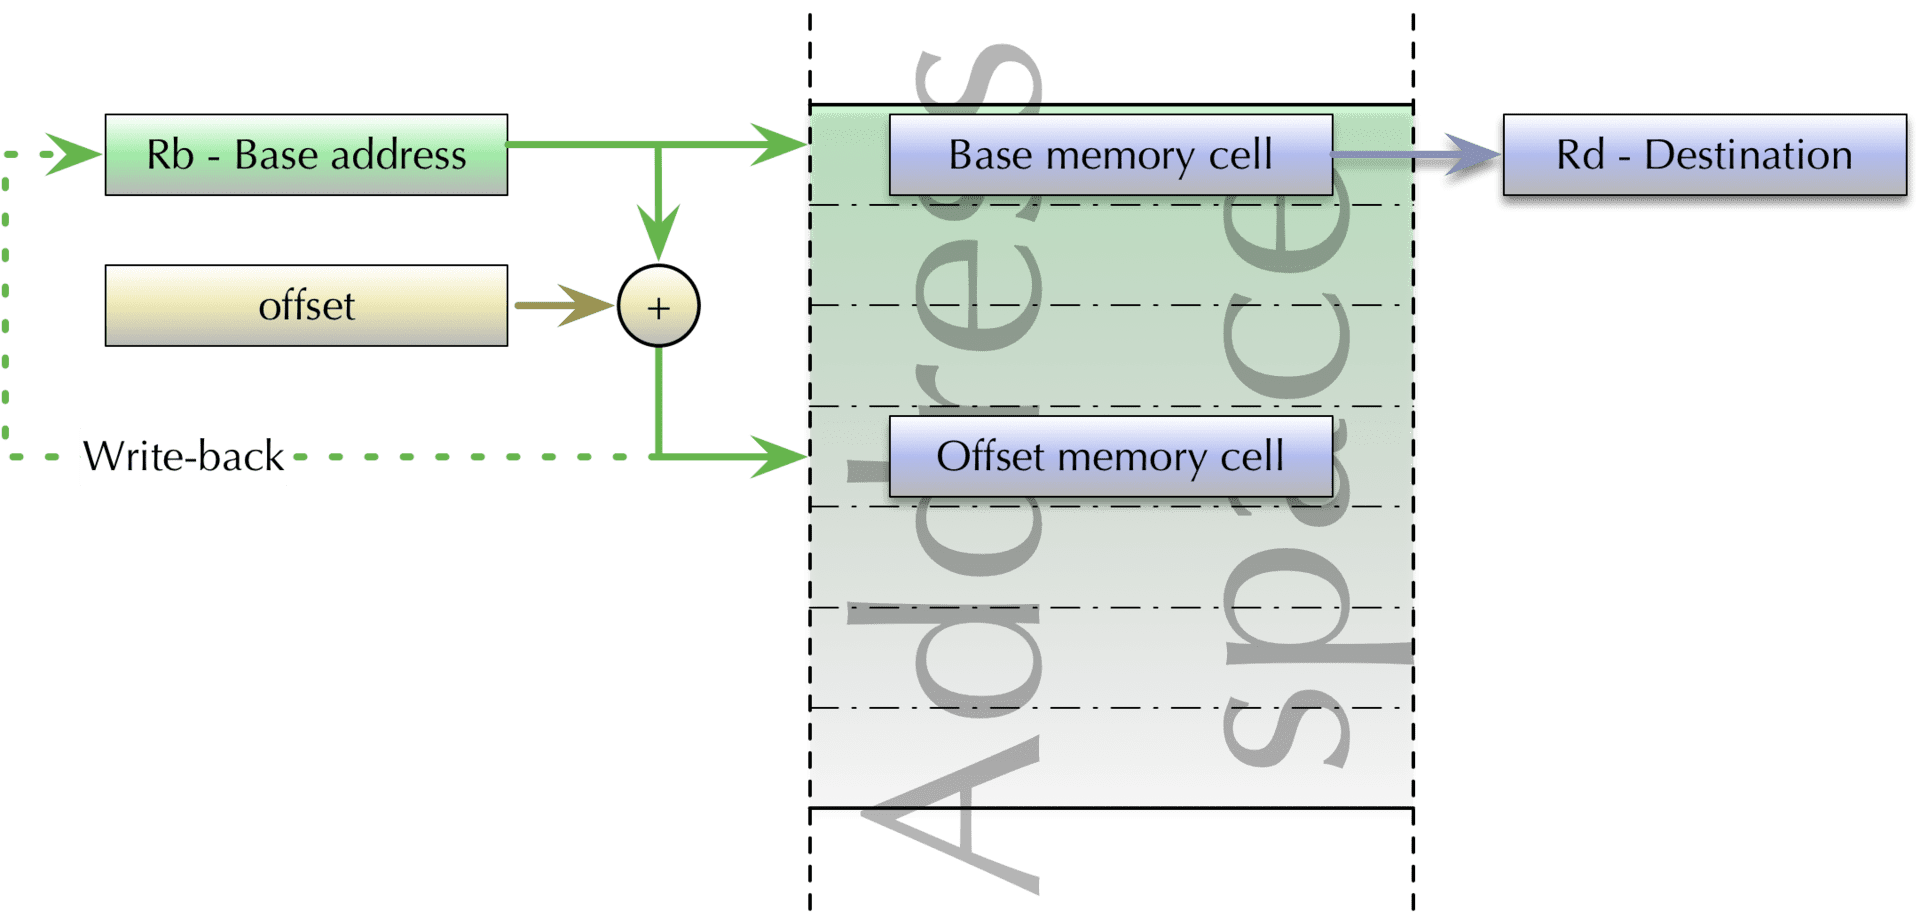 Rb - Base address
Base memory cell
Rd - Destination
offset
+
Write-back
Offset memory cell
Address
space